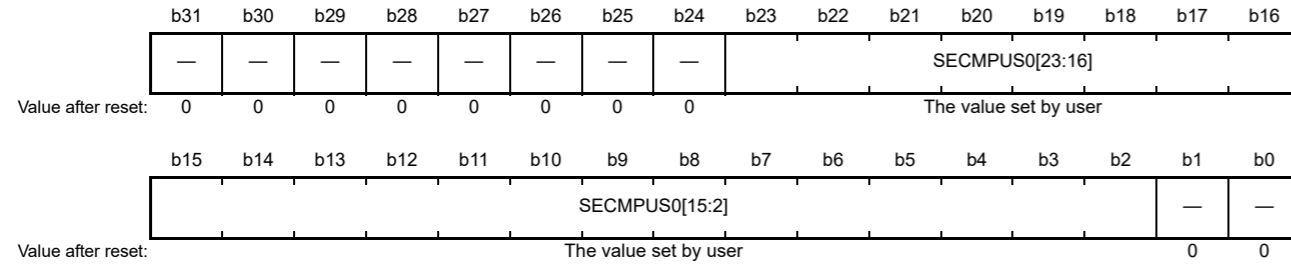 b31 b30 b29 b28 b27 b26 b25 b24 b23 b22 b21 b20 b19 b18 b17 b16
— — — — — — — — SECMPUS0[23:16]
Value after reset: 0 0 0 0 0 0 0 0 The value set by user
b15 b14 b13 b12 b11 b10 b9 b8 b7 b6 b5 b4 b3 b2 b1 b0
SECMPUS0[15:2] — —
Value after reset: The value set by user 0 0